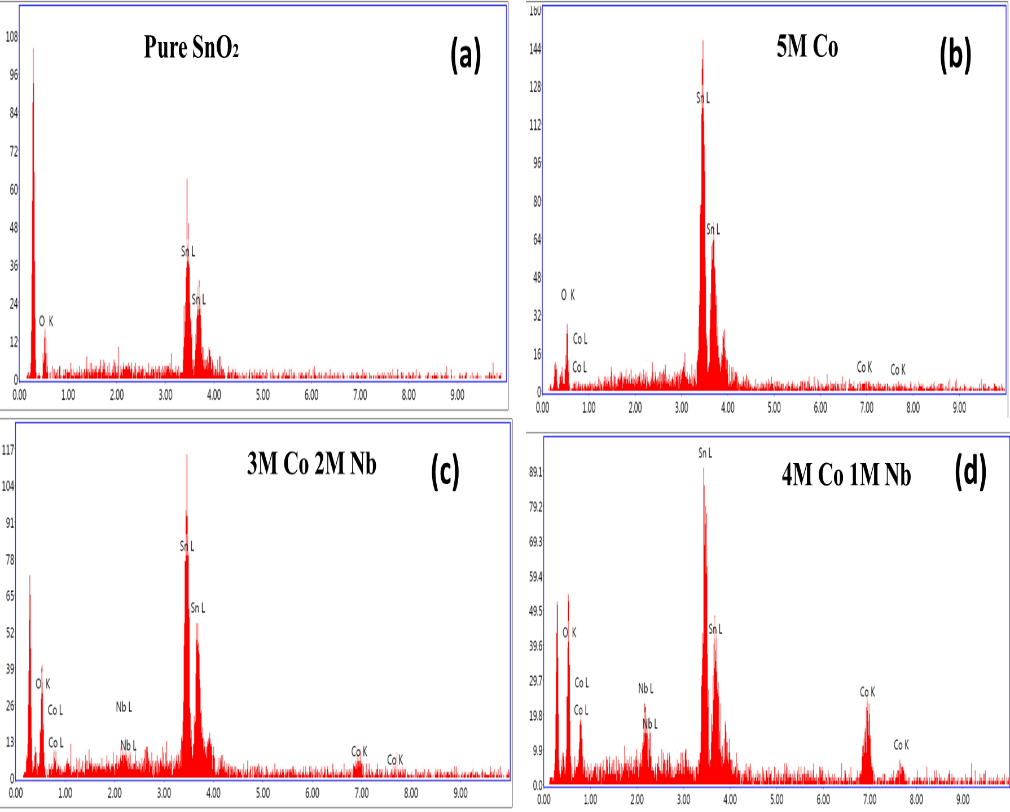 Pure SnO₂
(a)
108
96
84
72
60
48
36
24
12
0
Sn L
Sn L
O K
0.00 1.00 2.00 3.00 4.00 5.00 6.00 7.00 8.00 9.00
5M Co
(b)
160
144
128
112
96
80
64
48
32
16
0
Sn L
Sn L
O K
Co L
Co L
Co K
Co K
0.00 1.00 2.00 3.00 4.00 5.00 6.00 7.00 8.00 9.00
3M Co 2M Nb
(c)
117
104
91
78
65
52
39
26
13
0
Sn L
Sn L
O K
Co L
Nb L
Co L
Nb L
Co K
Co K
0.00 1.00 2.00 3.00 4.00 5.00 6.00 7.00 8.00 9.00
4M Co 1M Nb
(d)
89.1
79.2
69.3
59.4
49.5
39.6
29.7
19.8
9.9
0.0
Sn L
Sn L
O K
Co L
Nb L
Co K
Co L
Nb L
Co K
0.00 1.00 2.00 3.00 4.00 5.00 6.00 7.00 8.00 9.00